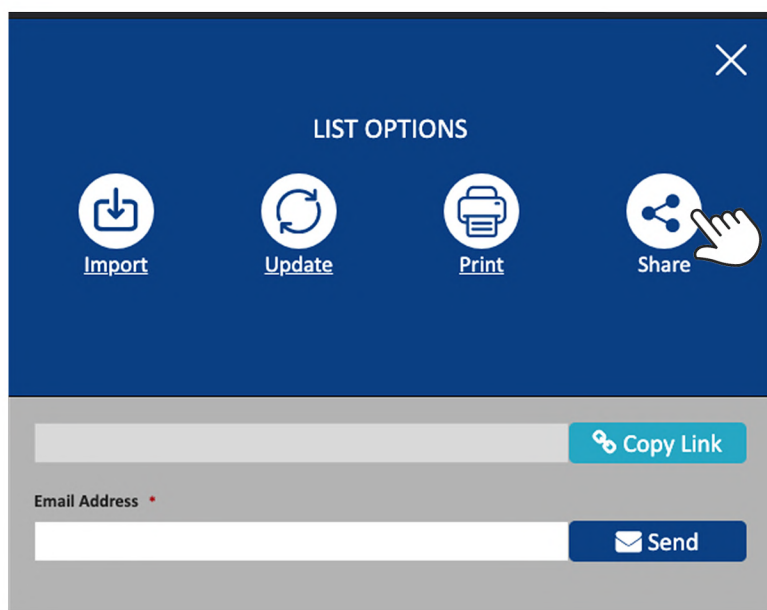 LIST OPTIONS
Import Update Print Share
Copy Link
Email Address *
Send